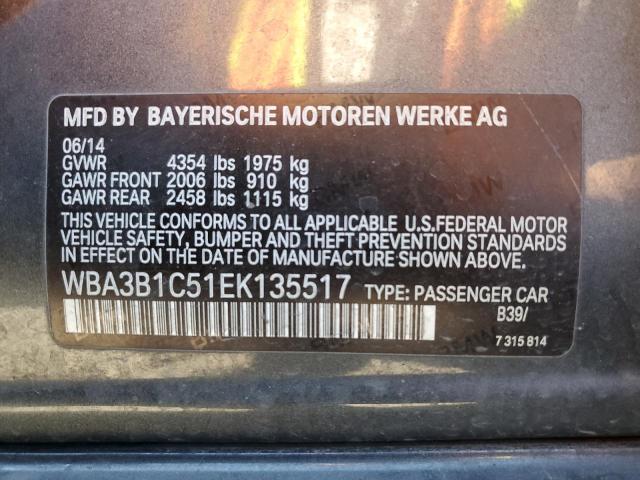 MFD BY BAYERISCHE MOTOREN WERKE AG
06/14
GVWR 4354 lbs 1975 kg
GAWR FRONT 2006 lbs 910 kg
GAWR REAR 2458 lbs 1115 kg
THIS VEHICLE CONFORMS TO ALL APPLICABLE U.S.FEDERAL MOTOR
VEHICLE SAFETY, BUMPER AND THEFT PREVENTION STANDARDS
IN EFFECT ON THE DATE OF MANUFACTURE SHOWN ABOVE.
WBA3B1C51EK135517 TYPE: PASSENGER CAR
B39/
7 315 814